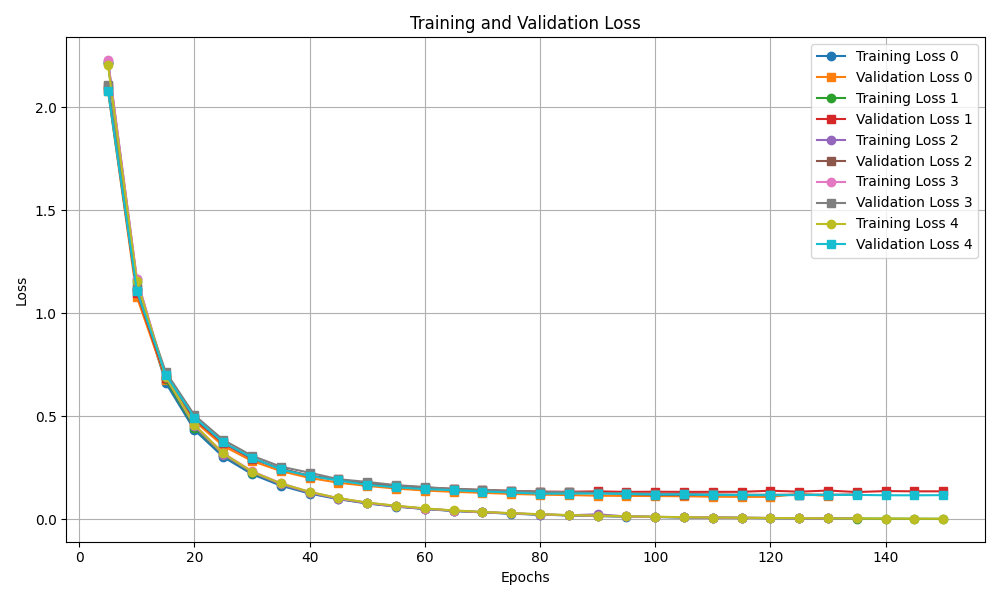 Training and Validation Loss
Loss
2.0
1.5
1.0
0.5
0.0
0 20 40 60 80 100 120 140
Epochs
Training Loss 0
Validation Loss 0
Training Loss 1
Validation Loss 1
Training Loss 2
Validation Loss 2
Training Loss 3
Validation Loss 3
Training Loss 4
Validation Loss 4